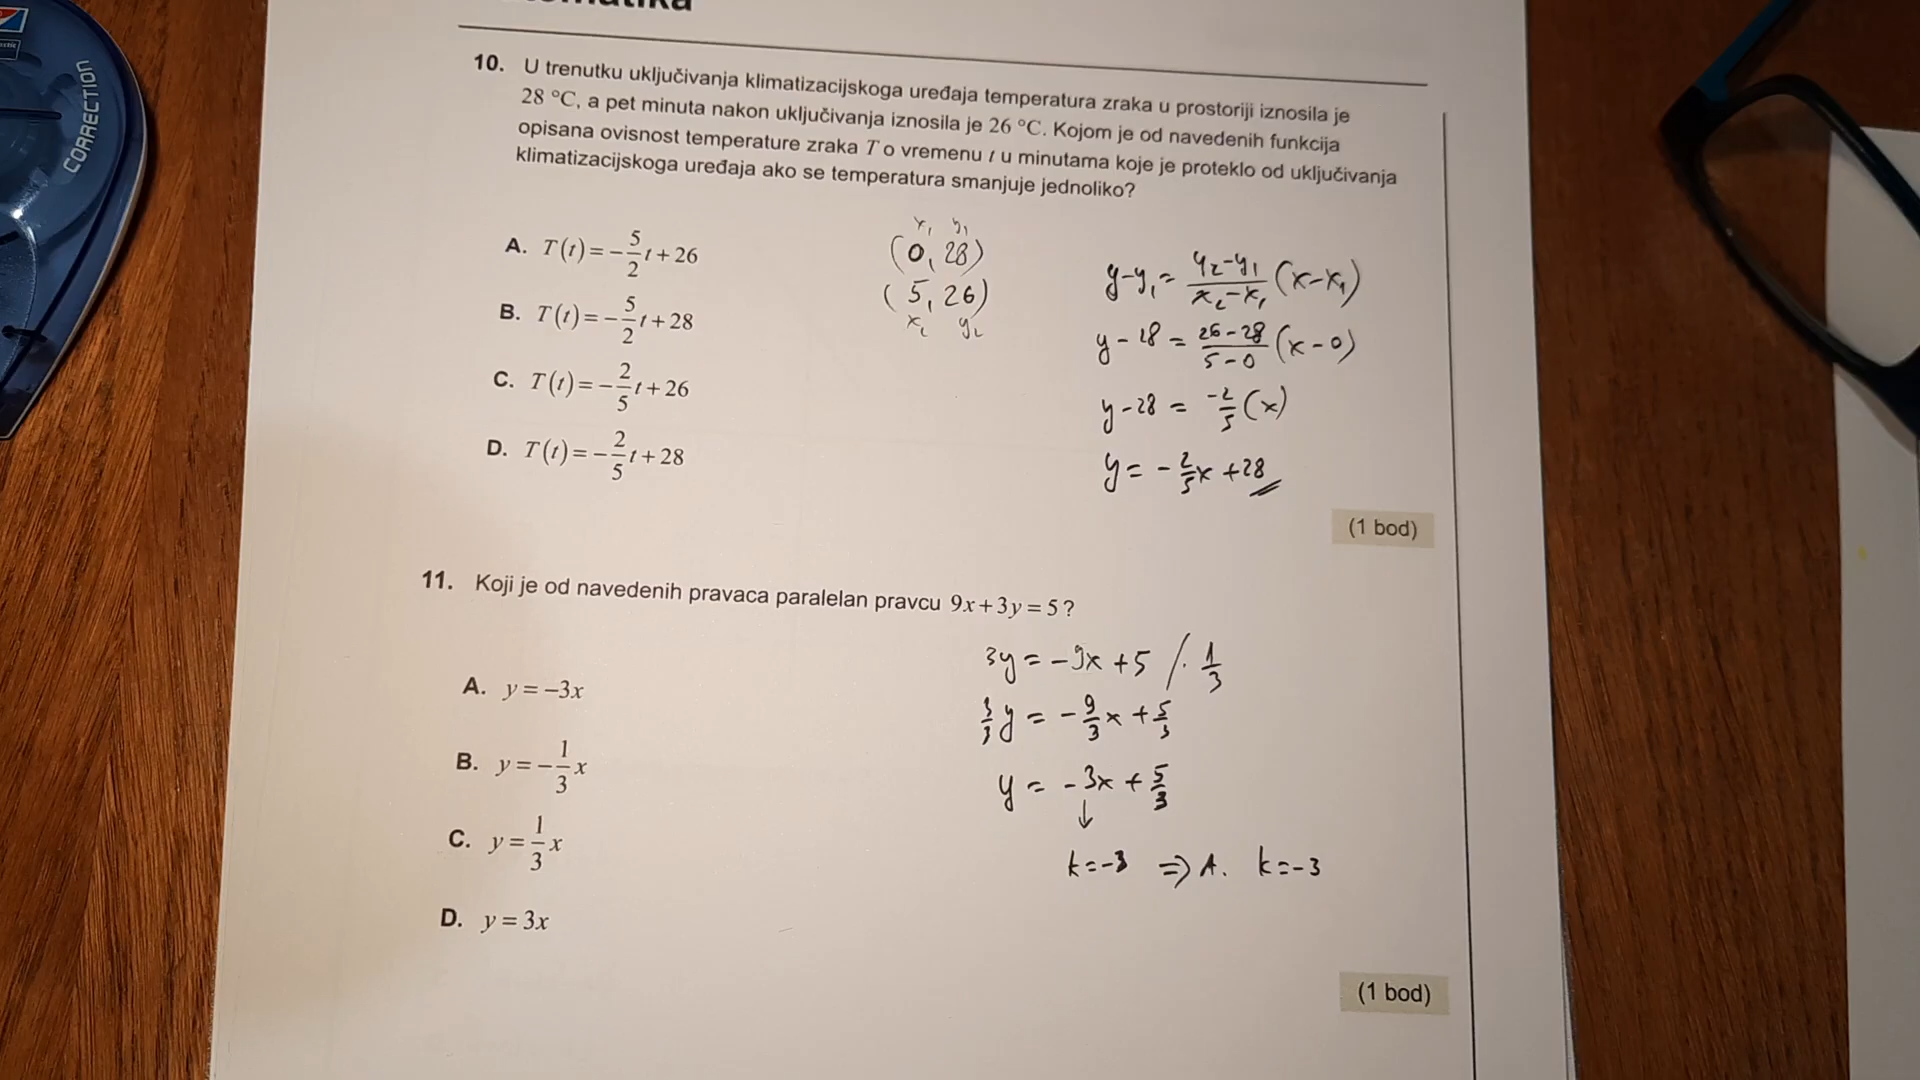 CORRECTION
10. U trenutku uključivanja klimatizacijskoga uređaja temperatura zraka u prostoriji iznosila je
28 °C, a pet minuta nakon uključivanja iznosila je 26 °C. Kojom je od navedenih funkcija
opisana ovisnost temperature zraka T o vremenu t u minutama koje je proteklo od uključivanja
klimatizacijskoga uređaja ako se temperatura smanjuje jednoliko?
A. T(t)=-5/2 t+26
B. T(t)=-5/2 t+28
C. T(t)=-2/5 t+26
D. T(t)=-2/5 t+28
x₁ y₁
(0, 28)
(5, 26)
x₂ y₂
y-y₁ = (y₂-y₁)/(x₂-x₁) (x-x₁)
y-28 = (26-28)/(5-0) (x-0)
y-28 = -2/5 (x)
y = -2/5 x +28
(1 bod)
11. Koji je od navedenih pravaca paralelan pravcu 9x+3y=5?
A. y=-3x
B. y=-1/3 x
C. y=1/3 x
D. y=3x
3y = -9x +5 /· 1/3
3/3 y = -9/3 x + 5/3
y = -3x + 5/3
↓
k=-3 ⇒ A. k=-3
(1 bod)